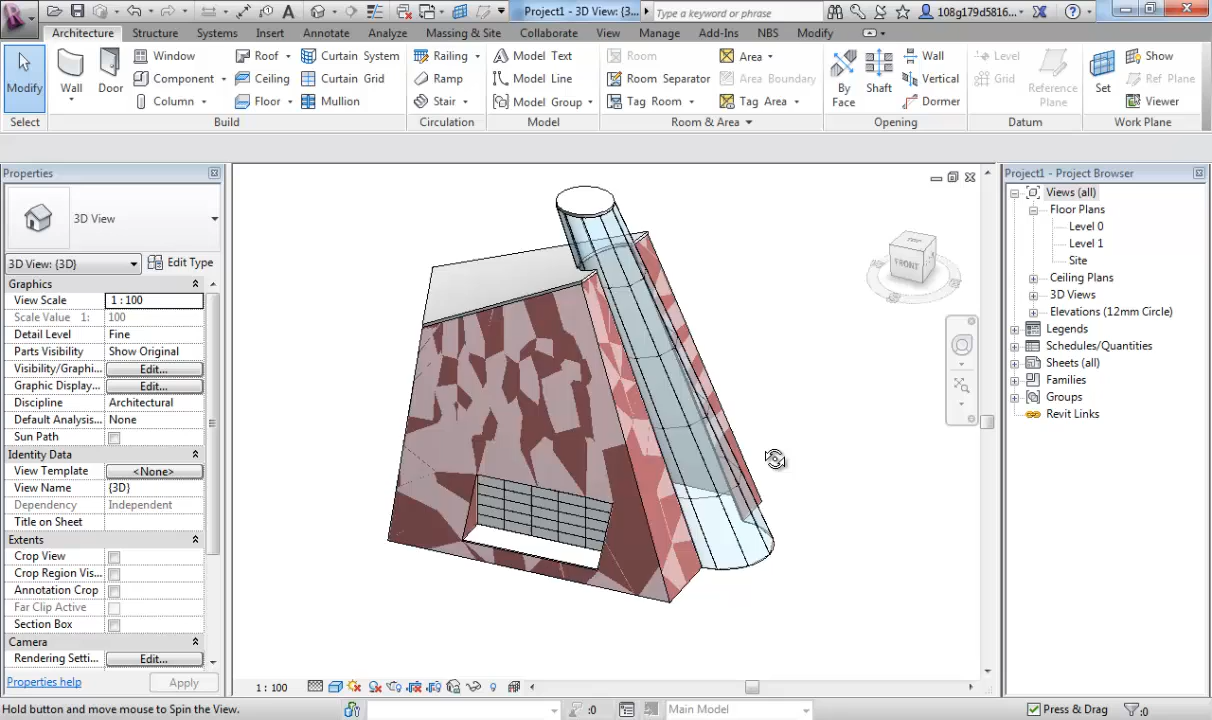 Project1 - 3D View: {3...
Type a keyword or phrase
108g179d5816...
Architecture Structure Systems Insert Annotate Analyze Massing & Site Collaborate View Manage Add-Ins NBS Modify
Modify
Wall
Door
Window
Component
Column
Roof
Ceiling
Floor
Curtain System
Curtain Grid
Mullion
Railing
Ramp
Stair
Model Text
Model Line
Model Group
Room
Room Separator
Tag Room
Area
Area Boundary
Tag Area
By
Face
Shaft
Wall
Vertical
Dormer
Level
Grid
Reference
Plane
Set
Show
Ref Plane
Viewer
Select Build Circulation Model Room & Area Opening Datum Work Plane
Properties
3D View
3D View: {3D} Edit Type
Graphics
View Scale 1 : 100
Scale Value 1: 100
Detail Level Fine
Parts Visibility Show Original
Visibility/Graphi... Edit...
Graphic Display... Edit...
Discipline Architectural
Default Analysis... None
Sun Path
Identity Data
View Template <None>
View Name {3D}
Dependency Independent
Title on Sheet
Extents
Crop View
Crop Region Vis...
Annotation Crop
Far Clip Active
Section Box
Camera
Rendering Setti... Edit...
Properties help Apply
TOP
FRONT
1 : 100
Project1 - Project Browser
Views (all)
Floor Plans
Level 0
Level 1
Site
Ceiling Plans
3D Views
Elevations (12mm Circle)
Legends
Schedules/Quantities
Sheets (all)
Families
Groups
Revit Links
Hold button and move mouse to Spin the View.
:0
Main Model
Press & Drag
:0